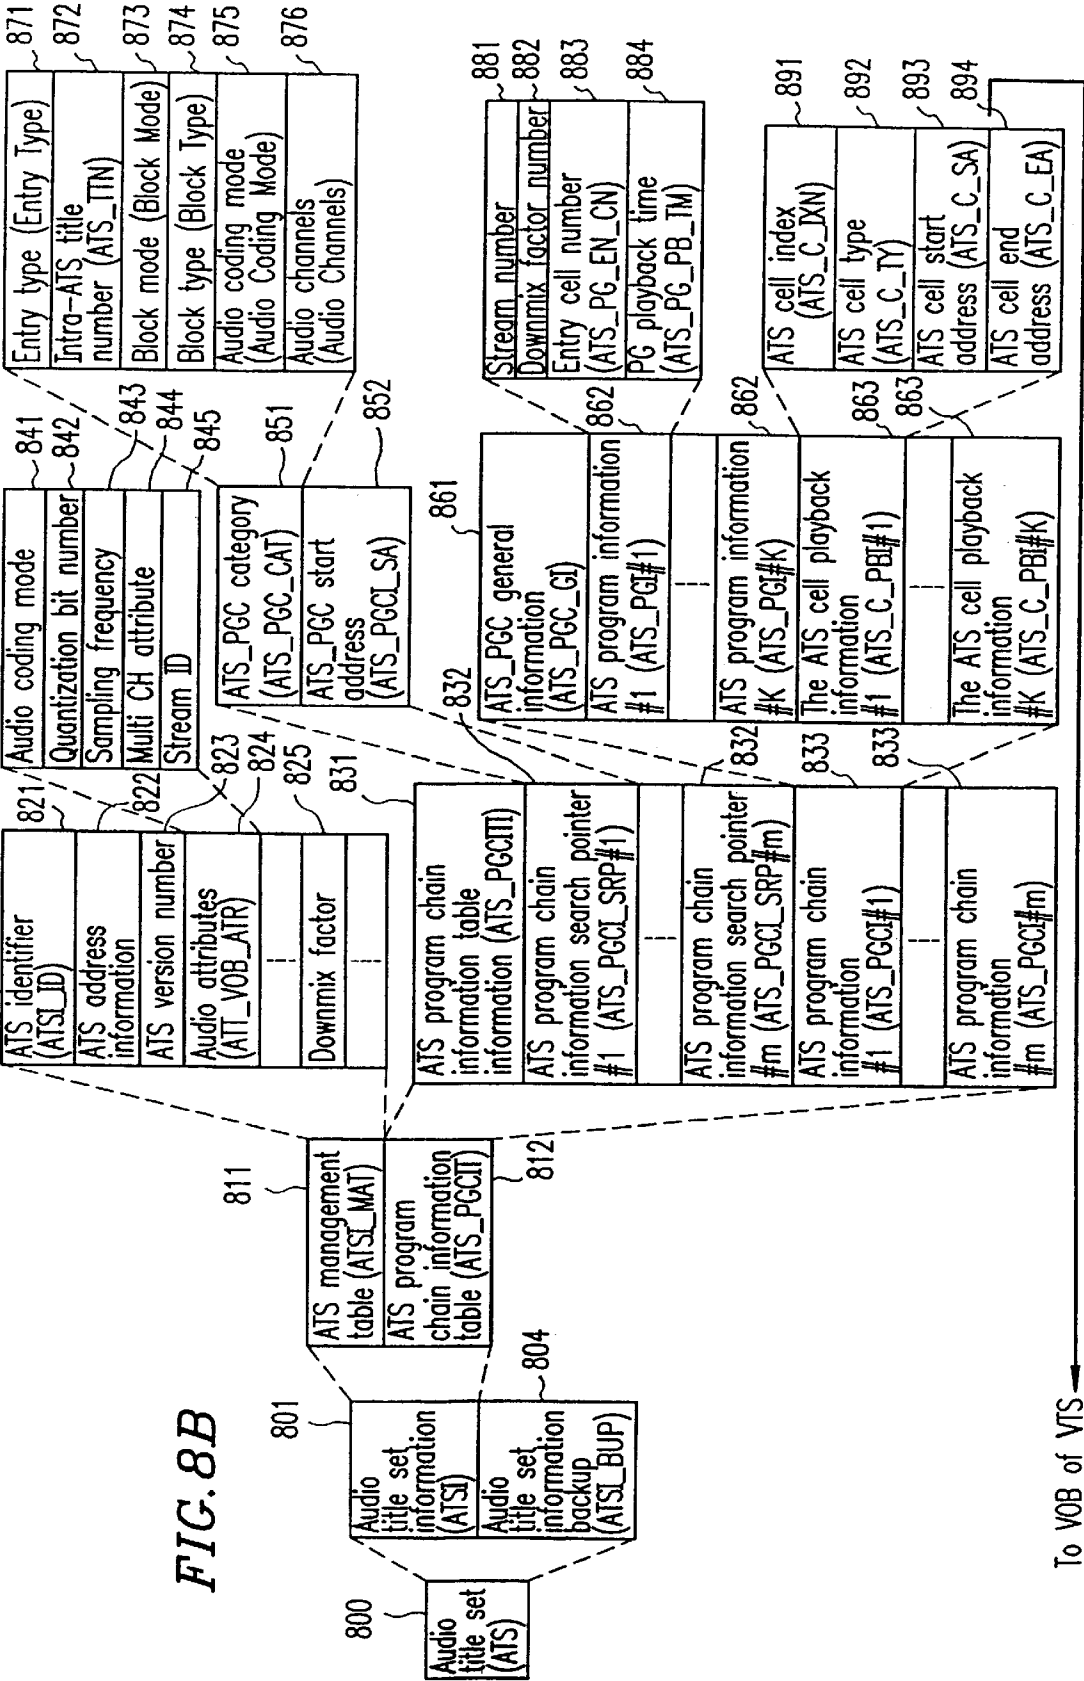 FIG.8B
800
Audio
title set
(ATS)
801
Audio
title set
information
(ATSI)
Audio
title set
information
backup
(ATSI_BUP)
804
811
ATS management
table (ATSI_MAT)
ATS program
chain information
table (ATS_PGCIT)
812
ATS identifier
(ATSI_ID)
821
ATS address
information
822
ATS version number
823
Audio attributes
(ATT_VOB_ATR)
824
Downmix factor
825
831
ATS program chain
information table
information (ATS_PGCITI)
ATS program chain
information search pointer
#1 (ATS_PGCI_SRP#1)
832
ATS program chain
information search pointer
#m (ATS_PGCI_SRP#m)
832
ATS program chain
information
#1 (ATS_PGCI#1)
833
ATS program chain
information
#m (ATS_PGCI#m)
833
Audio coding mode
841
Quantization bit number
842
Sampling frequency
843
Multi CH attribute
844
Stream ID
845
ATS_PGC category
(ATS_PGC_CAT)
851
ATS_PGC start
address
(ATS_PGCI_SA)
852
861
ATS_PGC general
information
(ATS_PGC_GI)
ATS program information
#1 (ATS_PGI#1)
862
ATS program information
#K (ATS_PGI#K)
862
The ATS cell playback
information
#1 (ATS_C_PBI#1)
863
The ATS cell playback
information
#K (ATS_C_PBI#K)
863
Entry type (Entry Type)
871
Intra-ATS title
number (ATS_TTN)
872
Block mode (Block Mode)
873
Block type (Block Type)
874
Audio coding mode
(Audio Coding Mode)
875
Audio channels
(Audio Channels)
876
Stream number
881
Downmix factor number
882
Entry cell number
(ATS_PG_EN_CN)
883
PG playback time
(ATS_PG_PB_TM)
884
ATS cell index
(ATS_C_IXN)
891
ATS cell type
(ATS_C_TY)
892
ATS cell start
address (ATS_C_SA)
893
ATS cell end
address (ATS_C_EA)
894
To VOB of VTS